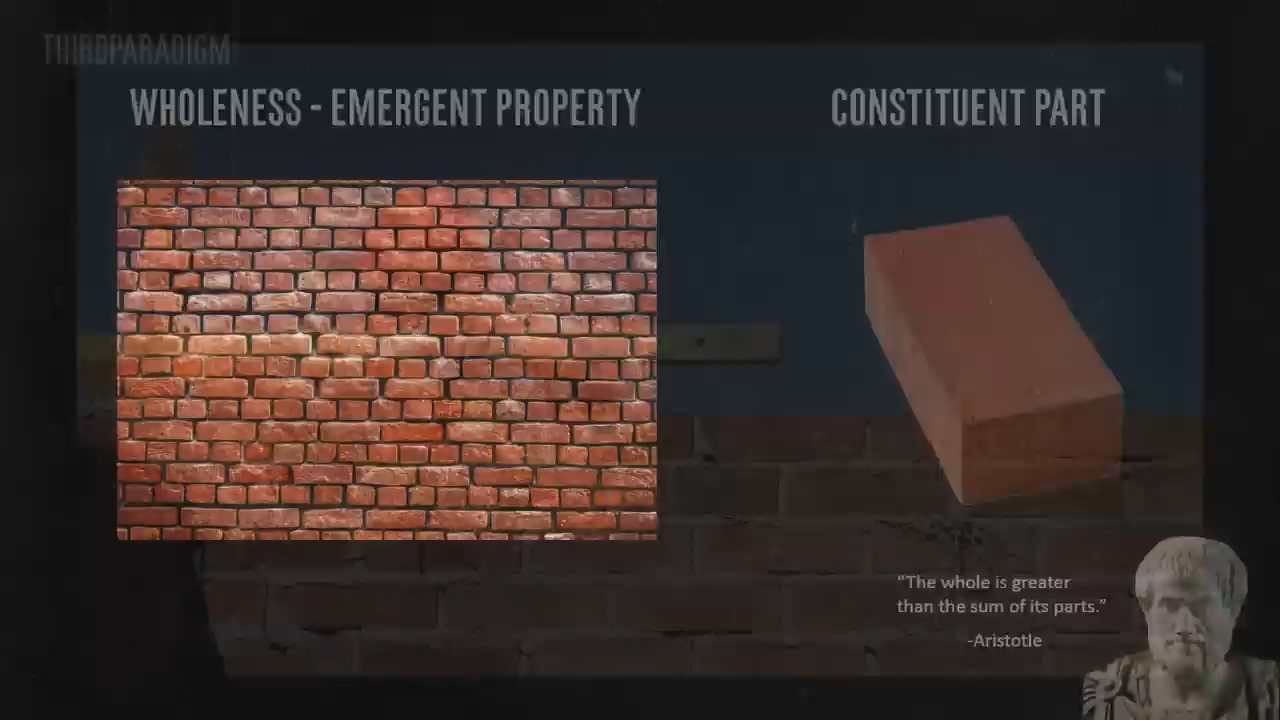 THIRDPARADIGM
WHOLENESS - EMERGENT PROPERTY
CONSTITUENT PART
“The whole is greater
than the sum of its parts.”
-Aristotle